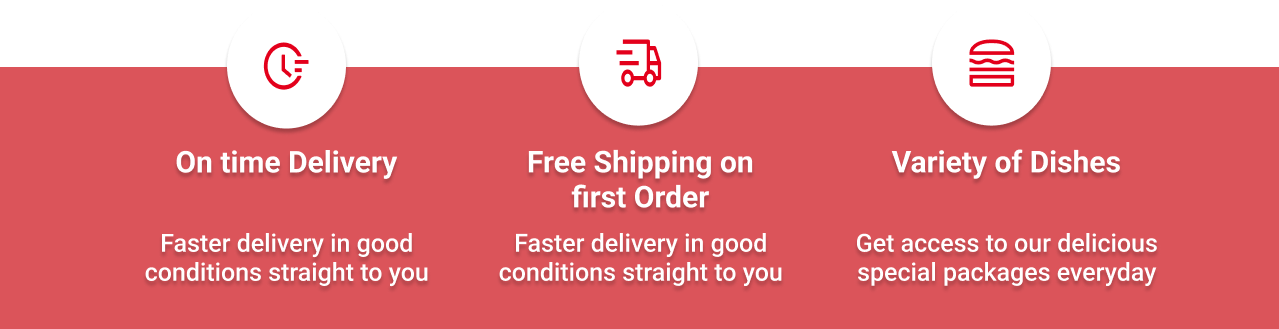 On time Delivery
Faster delivery in good
conditions straight to you
Free Shipping on
first Order
Faster delivery in good
conditions straight to you
Variety of Dishes
Get access to our delicious
special packages everyday